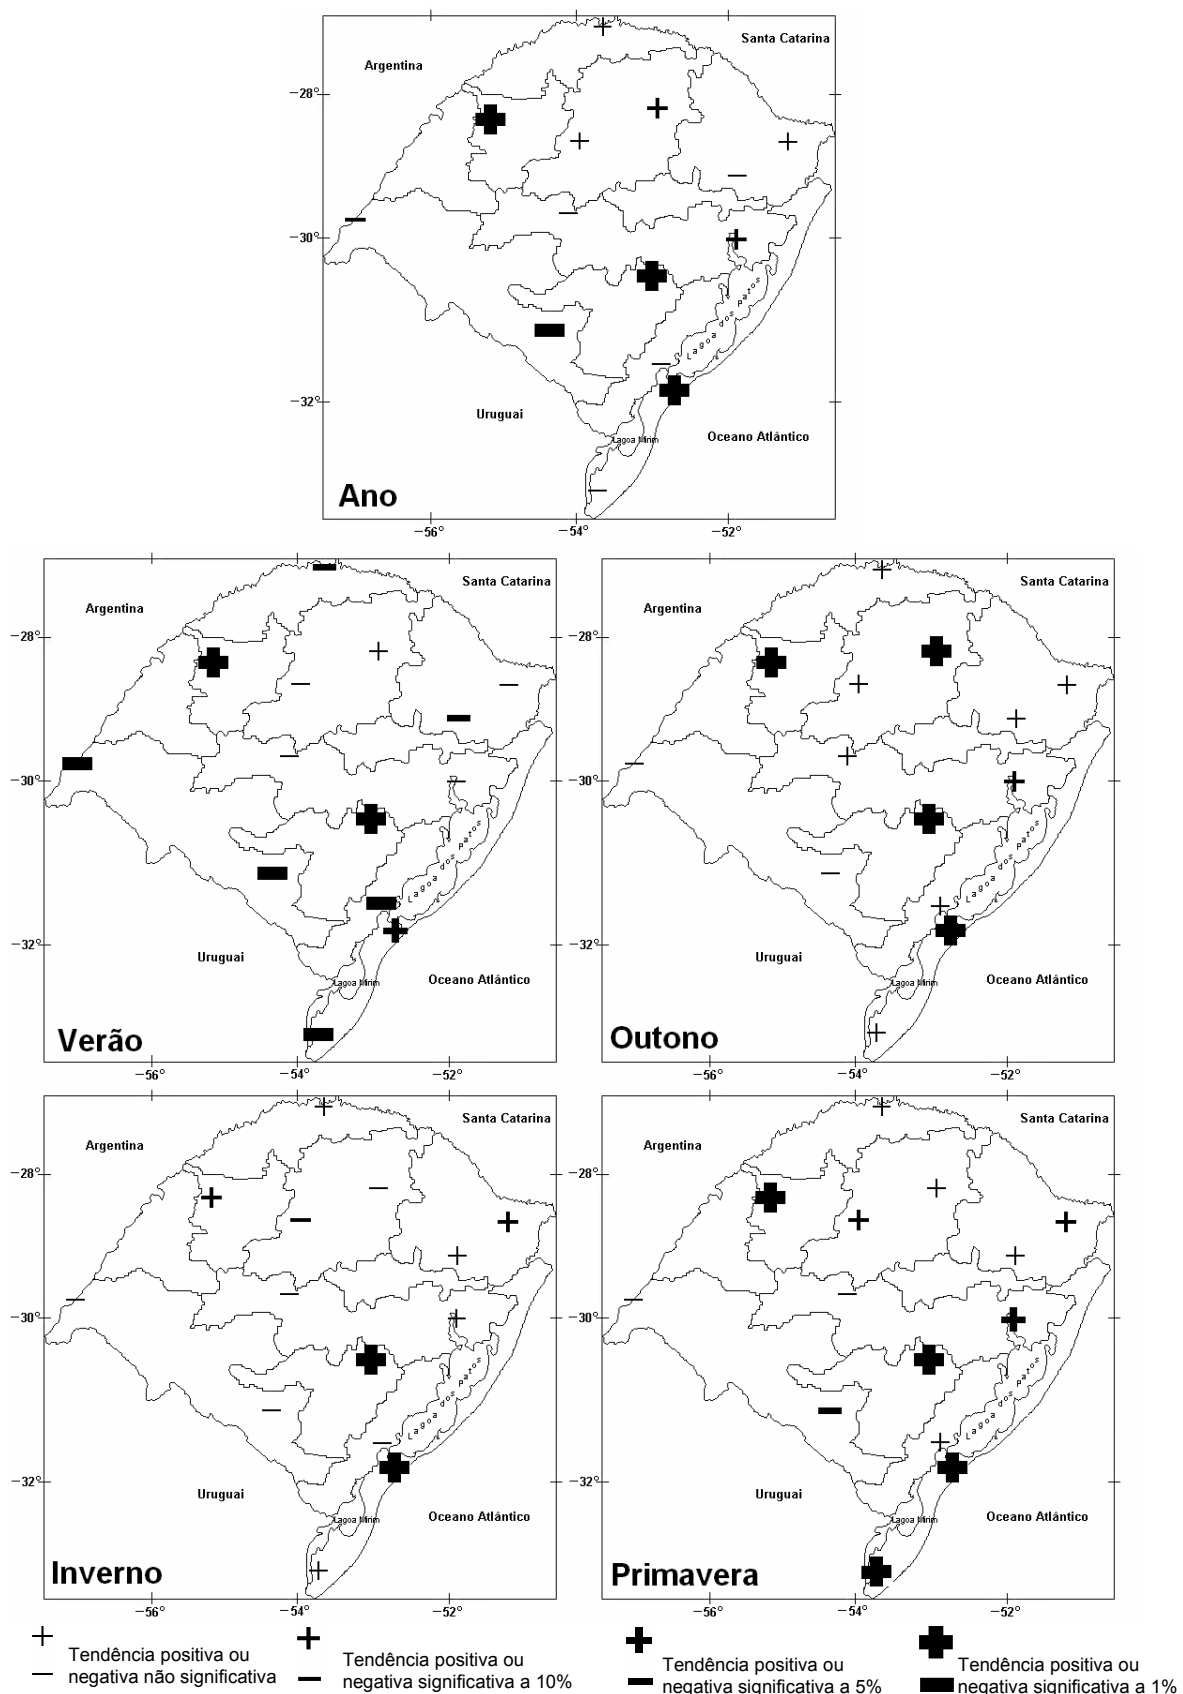 Santa Catarina
Argentina
−28°
−30°
Lagoa dos Patos
−32°
Uruguai
Lagoa Mirim
Oceano Atlântico
Ano
−56°
−54°
−52°
Santa Catarina
Argentina
−28°
−30°
Lagoa dos Patos
−32°
Uruguai
Oceano Atlântico
Lagoa Mirim
Verão
−56°
−54°
−52°
Santa Catarina
Argentina
−28°
−30°
Lagoa dos Patos
−32°
Uruguai
Oceano Atlântico
Lagoa Mirim
Outono
−56°
−54°
−52°
Santa Catarina
Argentina
−28°
−30°
Lagoa dos Patos
−32°
Uruguai
Oceano Atlântico
Lagoa Mirim
Inverno
−56°
−54°
−52°
Santa Catarina
Argentina
−28°
−30°
Lagoa dos Patos
−32°
Uruguai
Oceano Atlântico
Lagoa Mirim
Primavera
−56°
−54°
−52°
Tendência positiva ou
negativa não significativa
Tendência positiva ou
negativa significativa a 10%
Tendência positiva ou
negativa significativa a 5%
Tendência positiva ou
negativa significativa a 1%